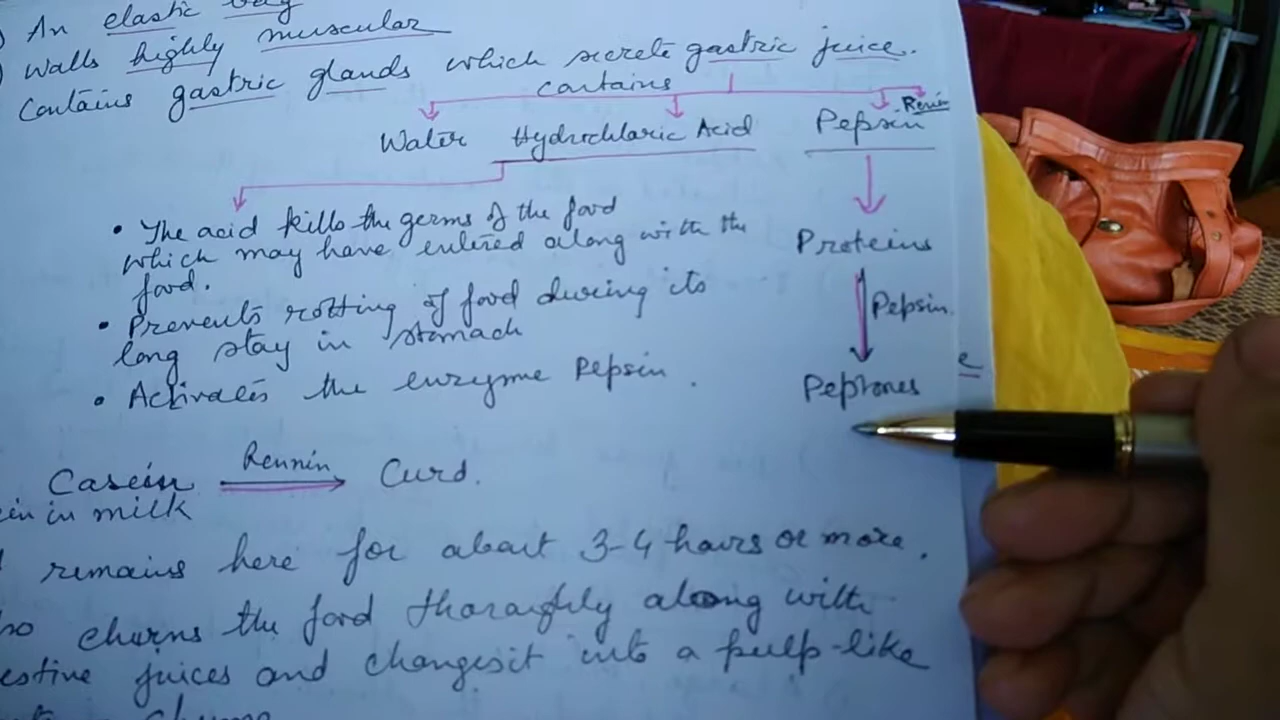 An elastic bag
Walls highly muscular
Contains gastric glands which secrete gastric juice.
contains
Water Hydrochloric Acid Pepsin Renin
• The acid kills the germs of the food
which may have entered along with the
food.
• Prevents rotting of food during its
long stay in stomach
• Activates the enzyme Pepsin.
Proteins
Pepsin
Peptones
Casein Rennin Curd.
in milk
remains here for about 3-4 hours or more.
churns the food thoroughly along with
juices and changes it into a pulp-like